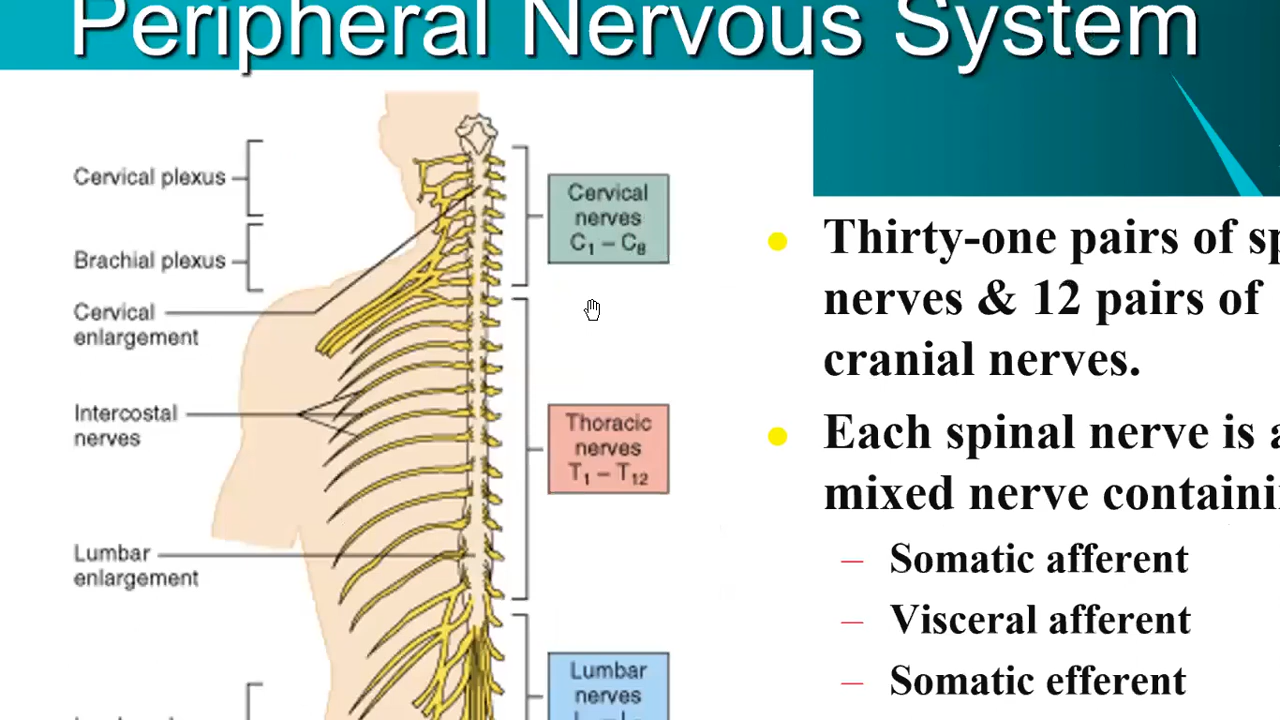 Peripheral Nervous System
Cervical plexus
Brachial plexus
Cervical
enlargement
Intercostal
nerves
Lumbar
enlargement
Cervical
nerves
C₁ – C₈
Thoracic
nerves
T₁ – T₁₂
Lumbar
nerves
Thirty-one pairs of sp
nerves & 12 pairs of
cranial nerves.
Each spinal nerve is a
mixed nerve containi
– Somatic afferent
– Visceral afferent
– Somatic efferent